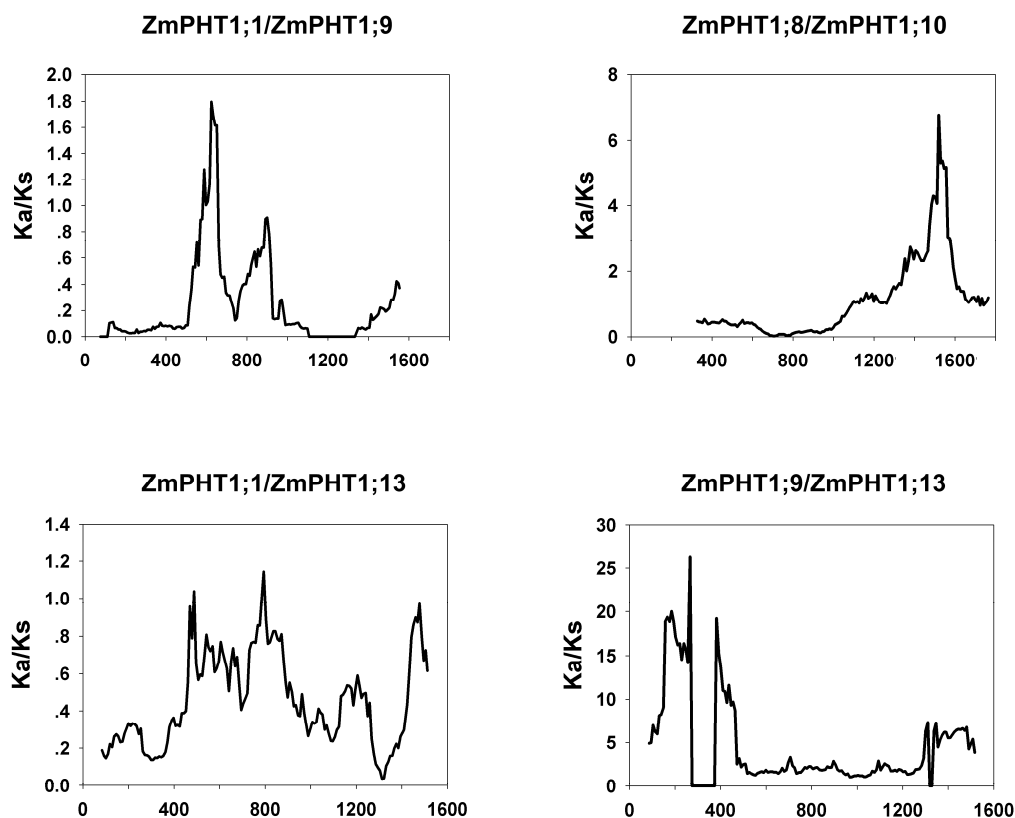 ZmPHT1;1/ZmPHT1;9
ZmPHT1;8/ZmPHT1;10
2.0
1.8
1.6
1.4
1.2
1.0
.8
.6
.4
.2
0.0
Ka/Ks
0 400 800 1200 1600
8
6
4
2
0
Ka/Ks
0 400 800 1200 1600
ZmPHT1;1/ZmPHT1;13
ZmPHT1;9/ZmPHT1;13
1.4
1.2
1.0
.8
.6
.4
.2
0.0
Ka/Ks
0 400 800 1200 1600
30
25
20
15
10
5
0
Ka/Ks
0 400 800 1200 1600